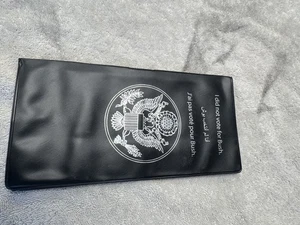 I did not vote for Bush.
J'ai pas voté pour Bush.